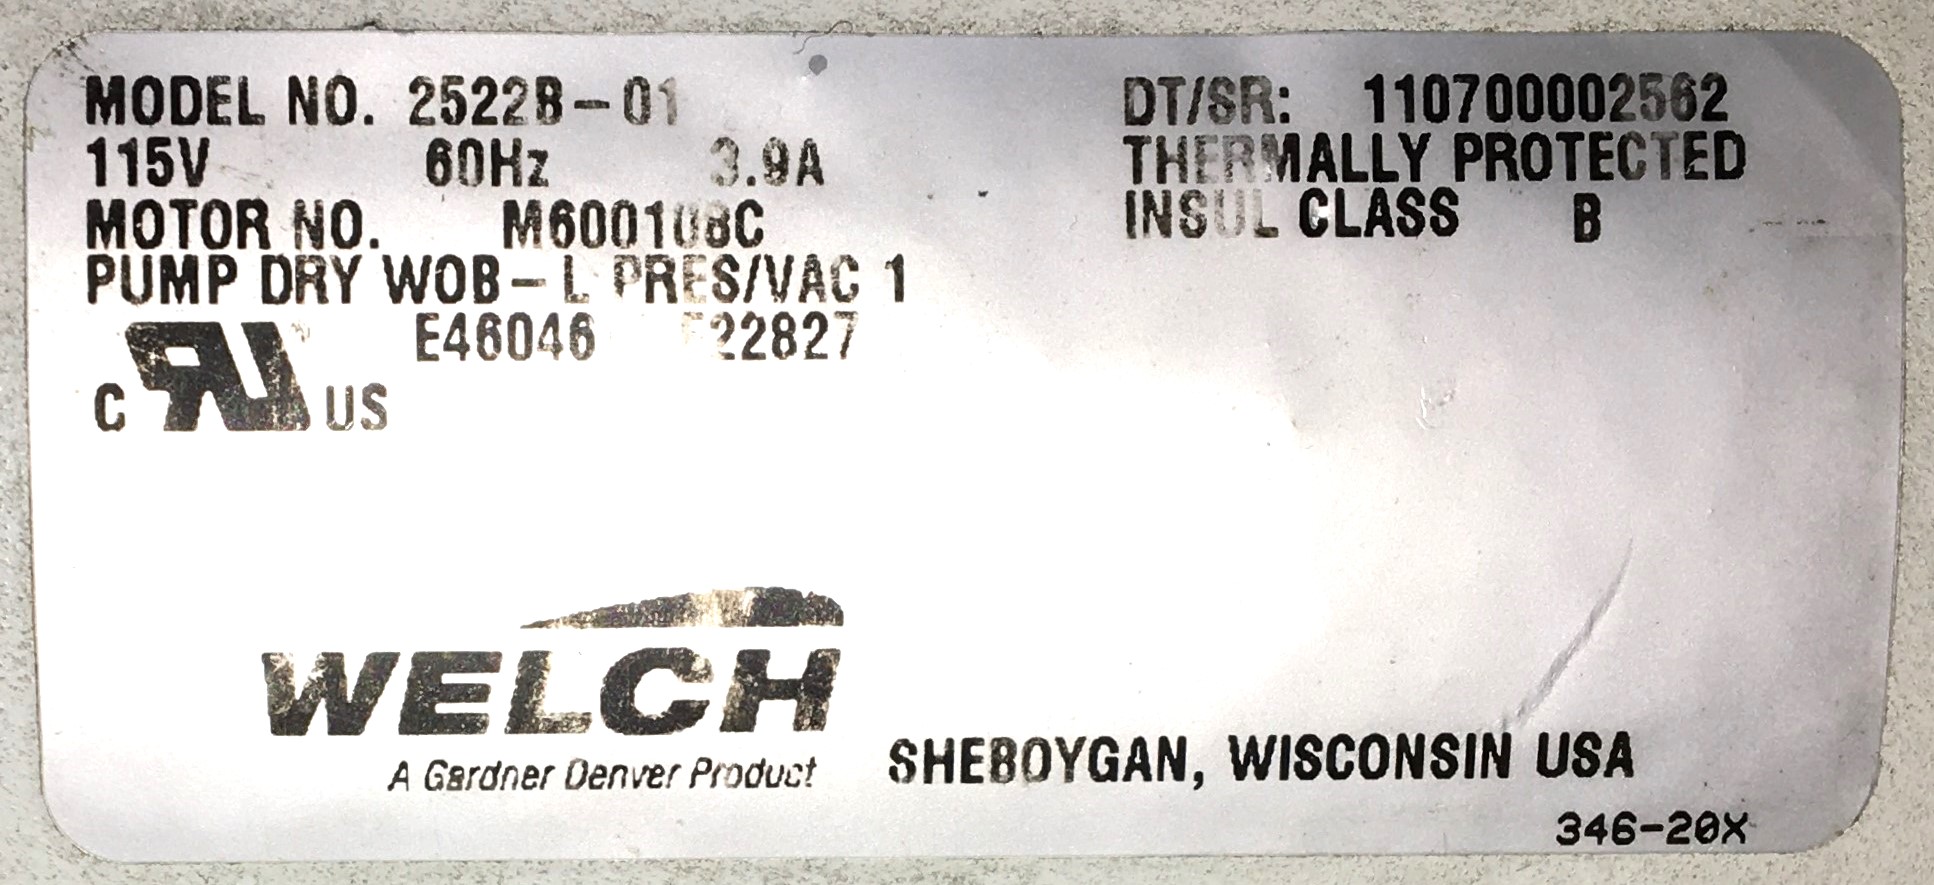 MODEL NO. 2522B-01
DT/SR: 110700002562
115V 60Hz 3.9A
THERMALLY PROTECTED
MOTOR NO. M600108C
INSUL CLASS B
PUMP DRY WOB-L PRES/VAC 1
E46046 E22827
C US
WELCH
A Gardner Denver Product
SHEBOYGAN, WISCONSIN USA
346-20X